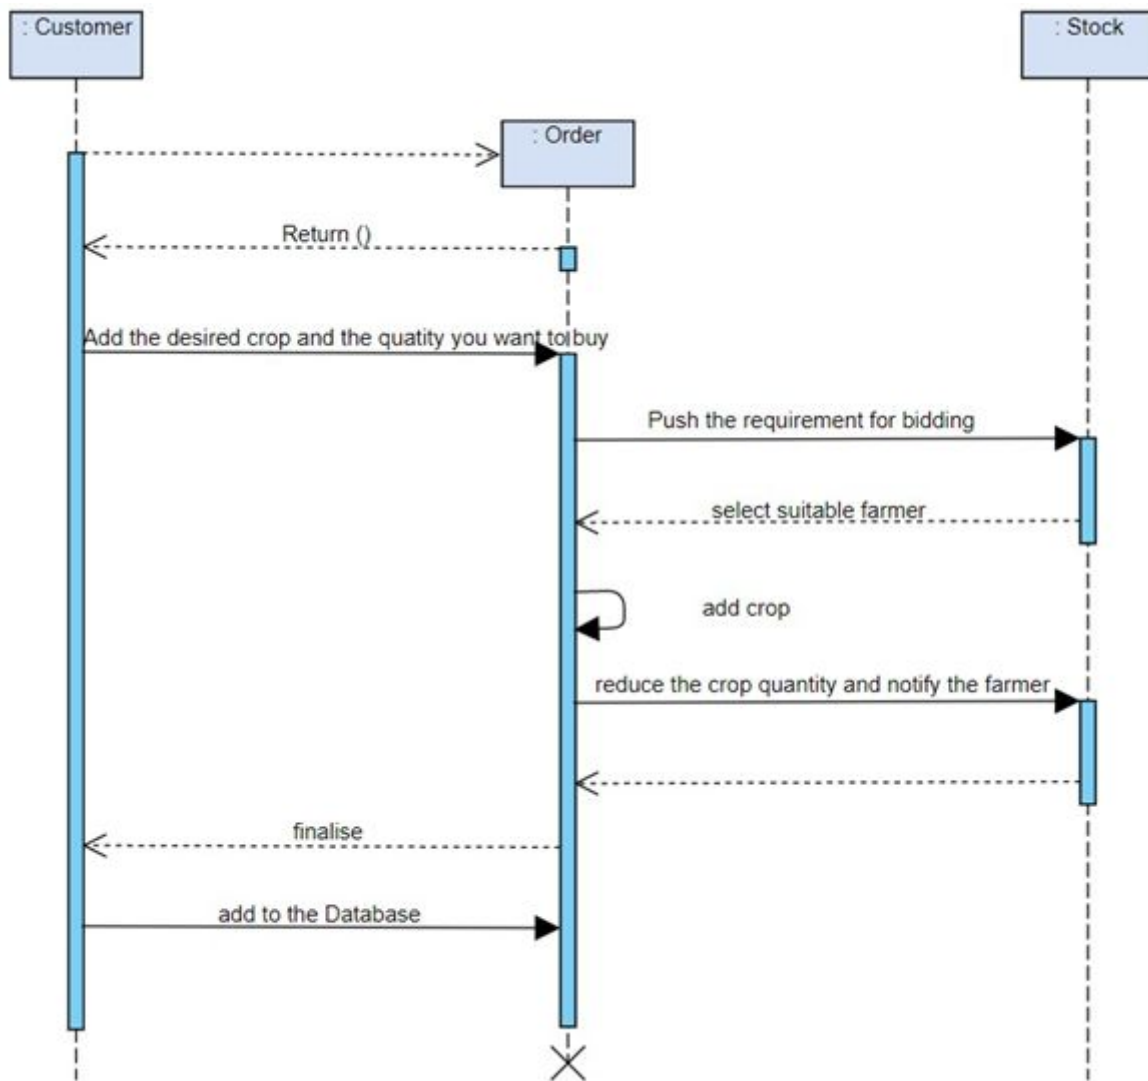 : Customer
: Stock
: Order
Return ()
Add the desired crop and the quatity you want to buy
Push the requirement for bidding
select suitable farmer
add crop
reduce the crop quantity and notify the farmer
finalise
add to the Database